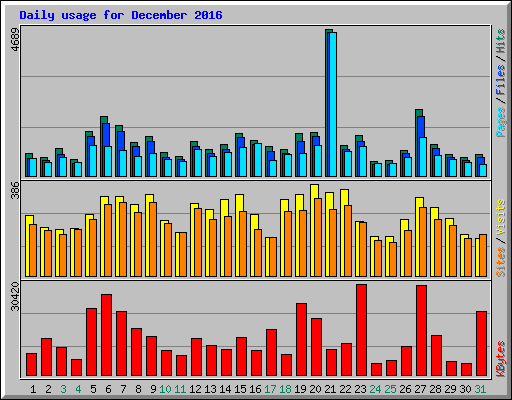 Daily usage for December 2016
4689
Pages / Files / Hits
386
Sites / Visits
30420
KBytes
1 2 3 4 5 6 7 8 9 10 11 12 13 14 15 16 17 18 19 20 21 22 23 24 25 26 27 28 29 30 31